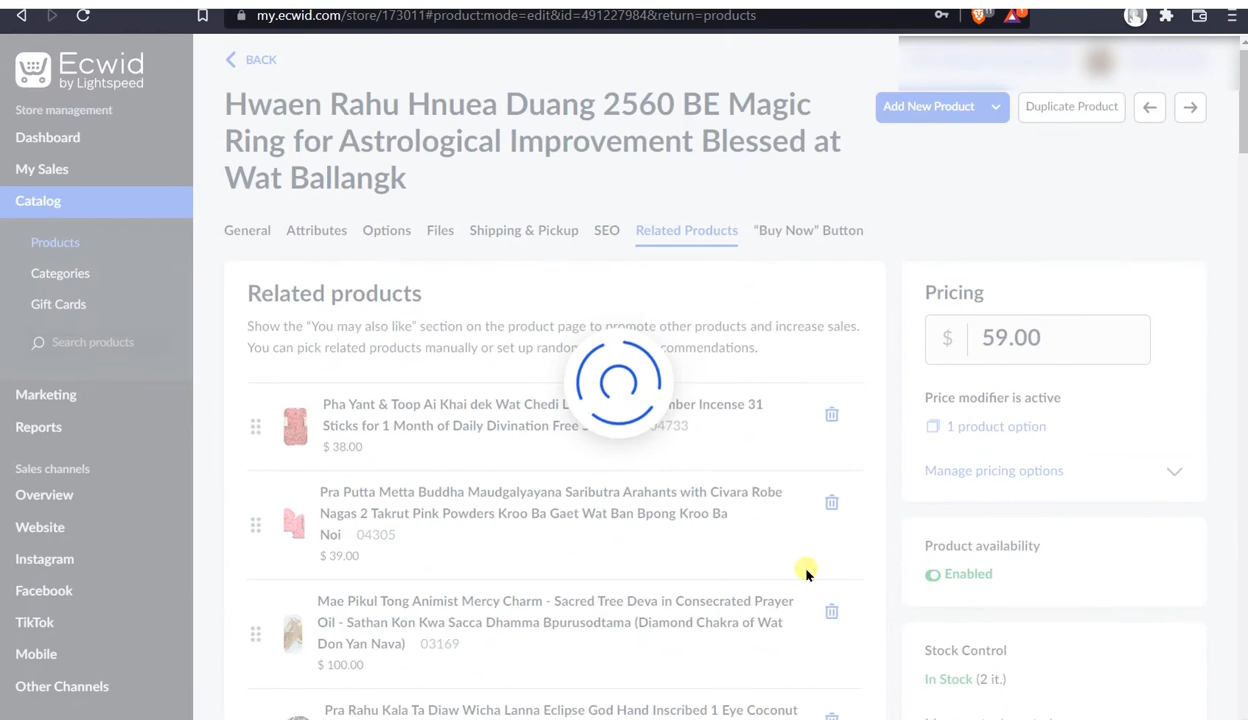 my.ecwid.com/store/173011#product:mode=edit&id=491227984&return=products
Ecwid
by Lightspeed
Store management
Dashboard
My Sales
Catalog
Products
Categories
Gift Cards
Search products
Marketing
Reports
Sales channels
Overview
Website
Instagram
Facebook
TikTok
Mobile
Other Channels
BACK
Hwaen Rahu Hnuea Duang 2560 BE Magic
Ring for Astrological Improvement Blessed at
Wat Ballangk
Add New Product
Duplicate Product
General Attributes Options Files Shipping & Pickup SEO Related Products "Buy Now" Button
Related products
Show the "You may also like" section on the product page to promote other products and increase sales.
You can pick related products manually or set up commendations.
Pha Yant & Toop Ai Khai dek Wat Chedi Incense 31
Sticks for 1 Month of Daily Divination Free 04733
$ 38.00
Pra Putta Metta Buddha Maudgalyayana Saributra Arahants with Civara Robe
Nagas 2 Takrut Pink Powders Kroo Ba Gaet Wat Ban Bpong Kroo Ba
Noi 04305
$ 39.00
Mae Pikul Tong Animist Mercy Charm - Sacred Tree Deva in Consecrated Prayer
Oil - Sathan Kon Kwa Sacca Dhamma Bpurusodtama (Diamond Chakra of Wat
Don Yan Nava) 03169
$ 100.00
Pra Rahu Kala Ta Diaw Wicha Lanna Eclipse God Hand Inscribed 1 Eye Coconut
Pricing
$ 59.00
Price modifier is active
1 product option
Manage pricing options
Product availability
Enabled
Stock Control
In Stock (2 it.)